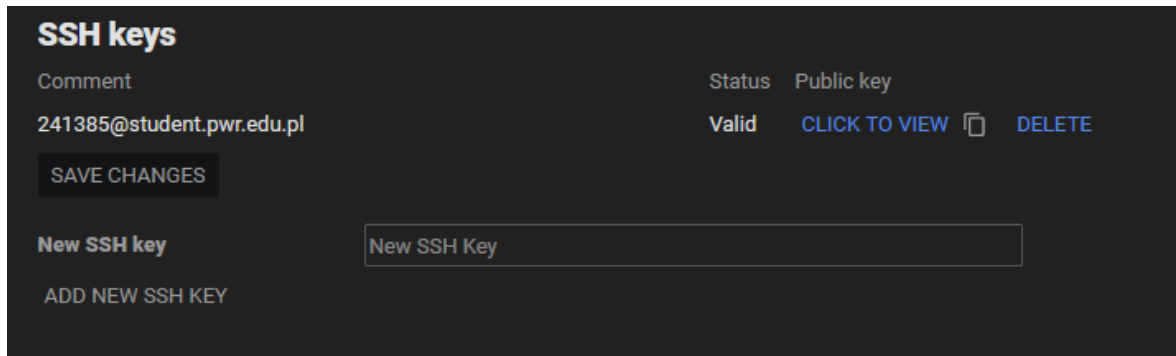 SSH keys
Comment Status Public key
241385@student.pwr.edu.pl Valid CLICK TO VIEW DELETE
SAVE CHANGES
New SSH key New SSH Key
ADD NEW SSH KEY